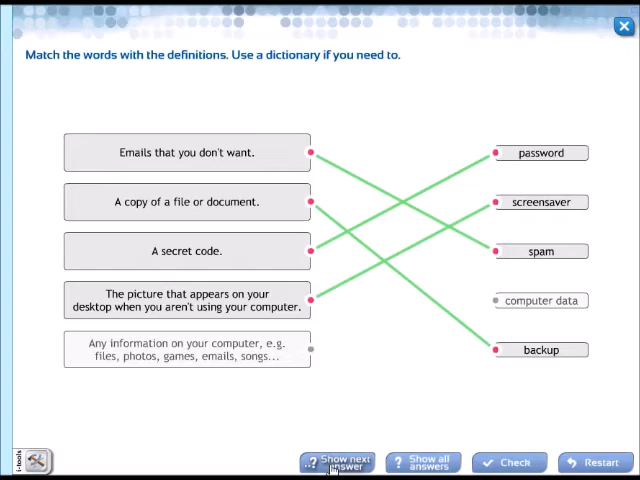 Match the words with the definitions. Use a dictionary if you need to.
Emails that you don't want.
password
A copy of a file or document.
screensaver
A secret code.
spam
The picture that appears on your
desktop when you aren't using your computer.
computer data
Any information on your computer, e.g.
files, photos, games, emails, songs...
backup
i-tools
..? Show next
answer
? Show all
answers
Check
Restart